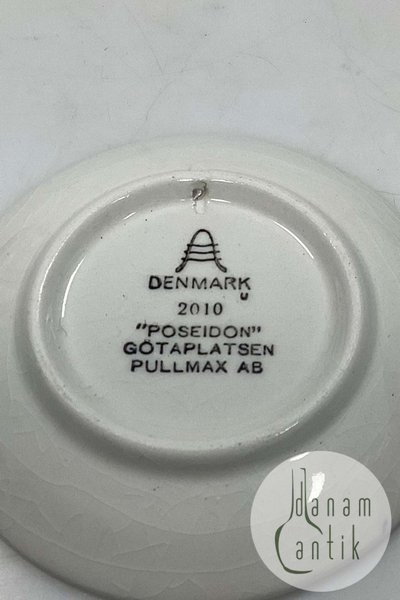 DENMARK
U
2010
"POSEIDON"
GÖTAPLATSEN
PULLMAX AB
danam
antik